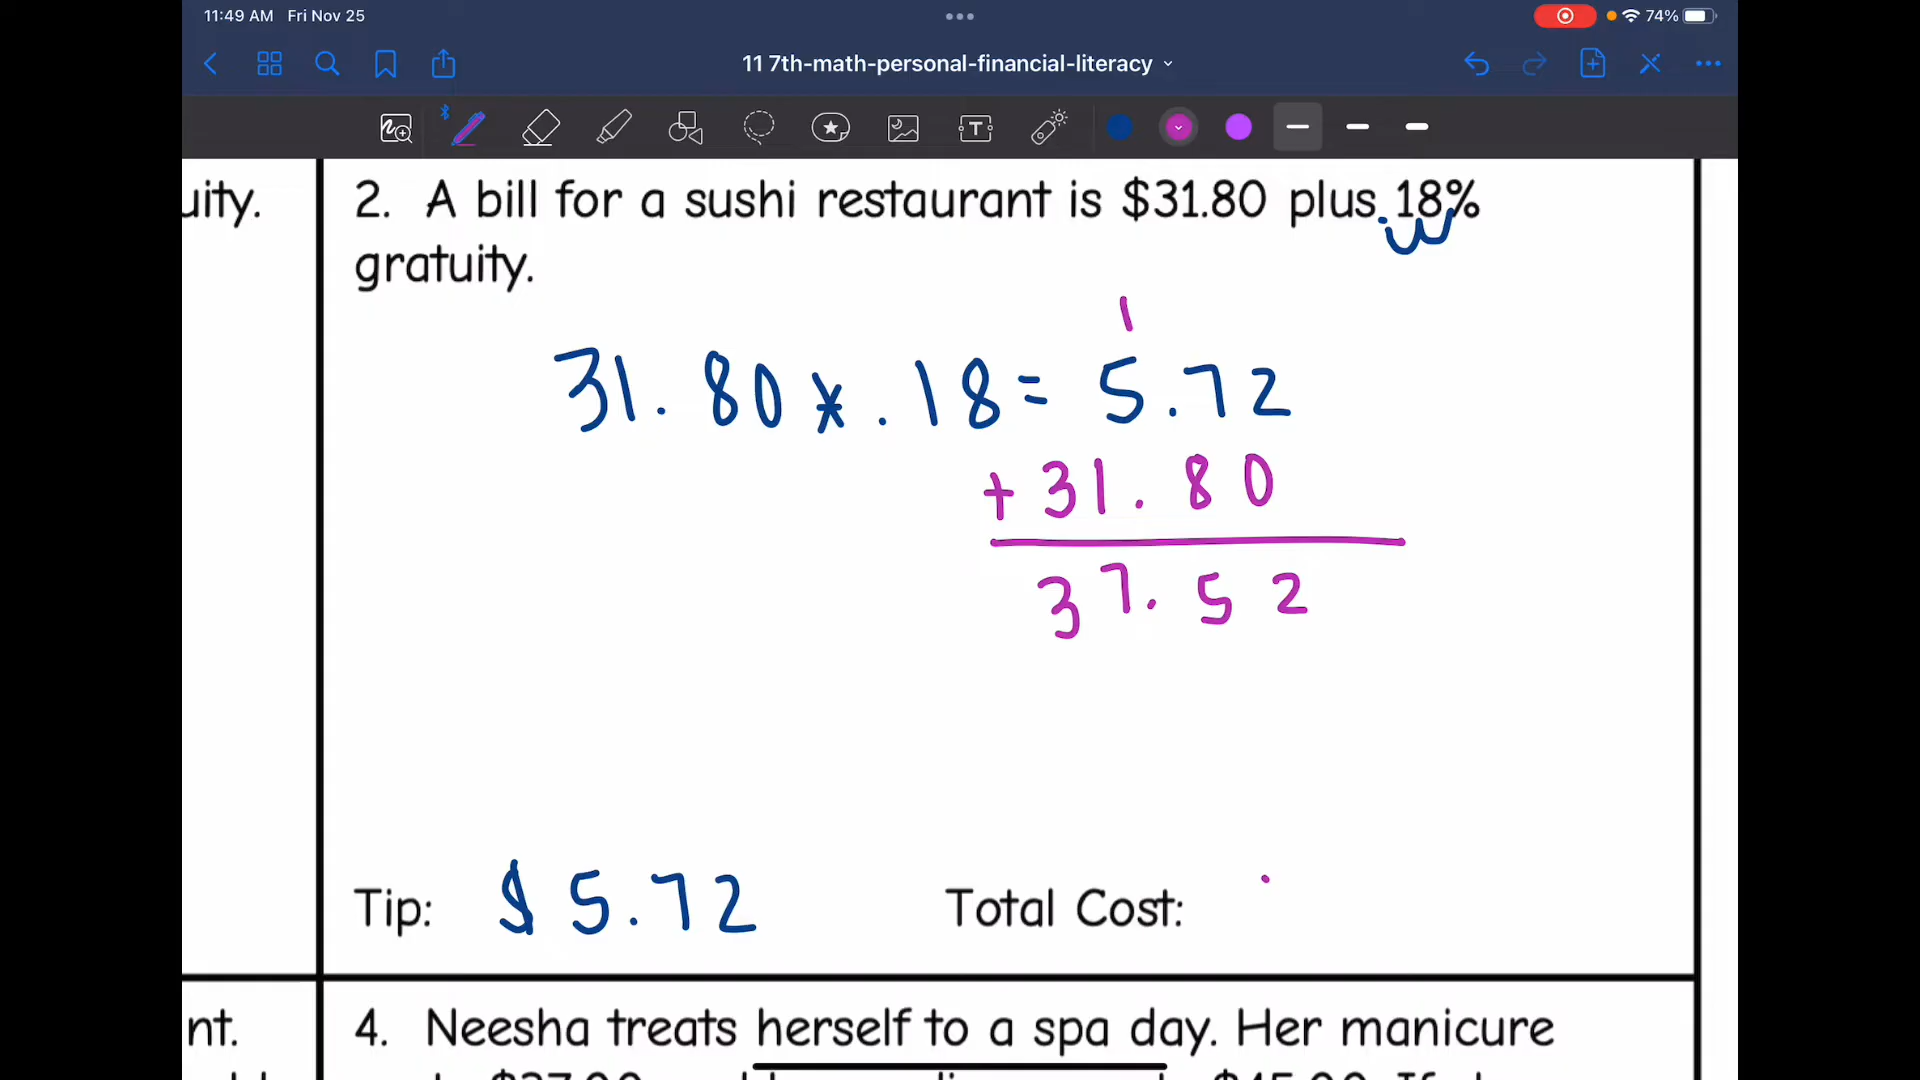 11:49 AM Fri Nov 25
74%
11 7th-math-personal-financial-literacy
uity.
2. A bill for a sushi restaurant is $31.80 plus .18%
gratuity.
1
31.80 * .18 = 5.72
+ 31.80
37.52
Tip: $ 5.72
Total Cost:
nt.
4. Neesha treats herself to a spa day. Her manicure